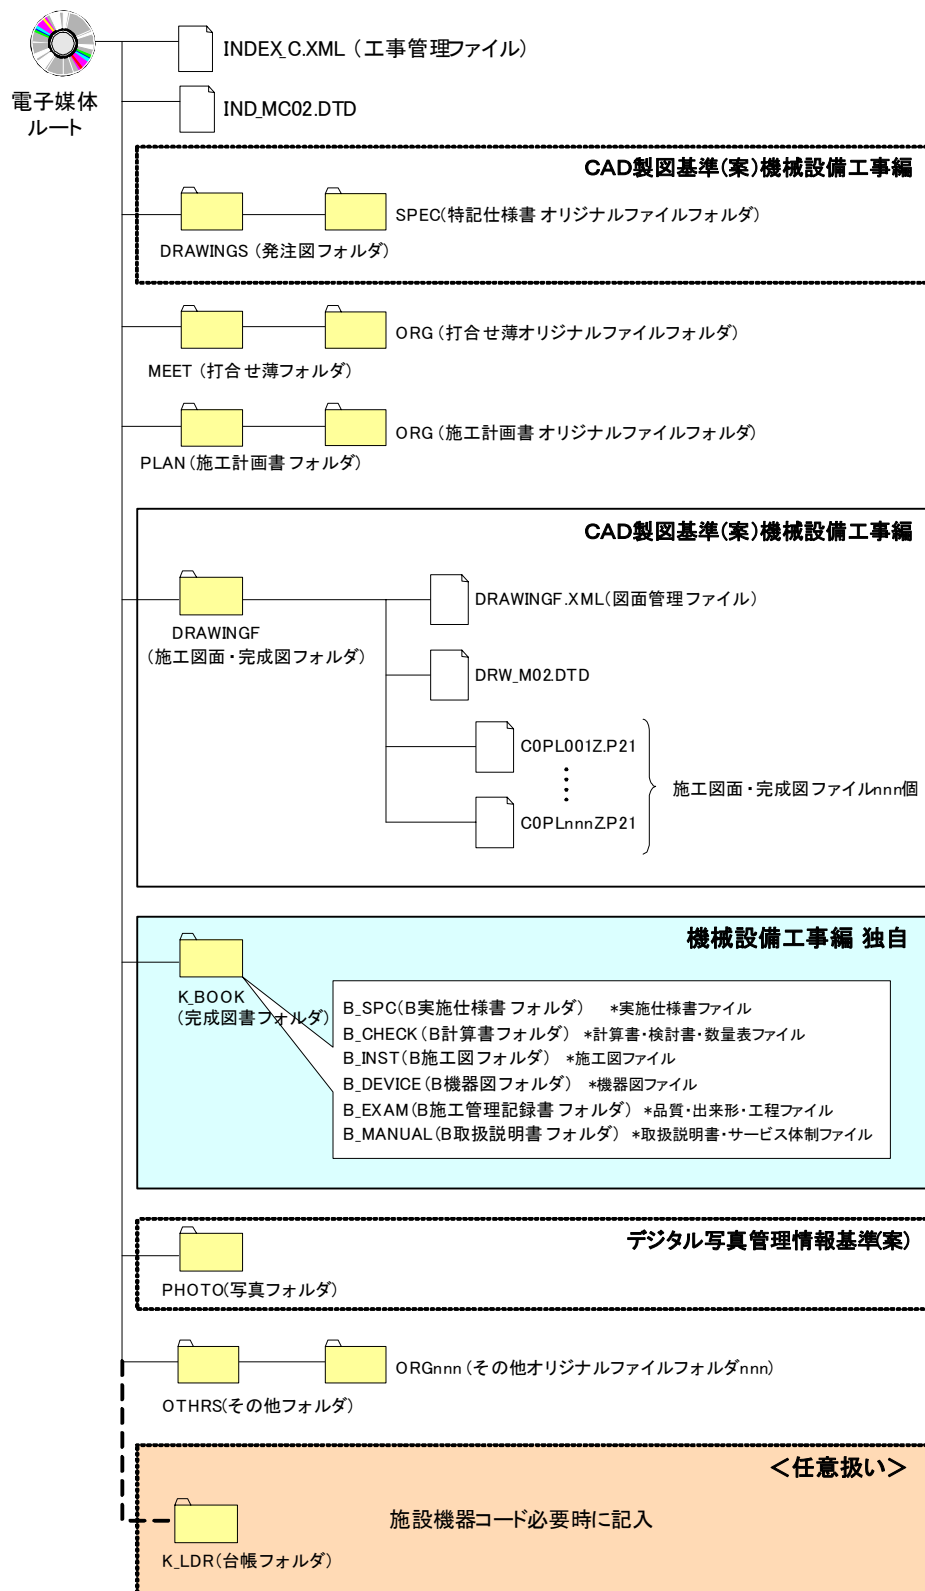 INDEX_C.XML（工事管理ファイル）
電子媒体
ルート
IND_MC02.DTD
CAD製図基準(案)機械設備工事編
SPEC(特記仕様書 オリジナルファイルフォルダ)
DRAWINGS（発注図フォルダ）
ORG（打合せ薄オリジナルファイルフォルダ）
MEET（打合せ薄フォルダ）
ORG（施工計画書 オリジナルファイルフォルダ）
PLAN（施工計画書 フォルダ）
CAD製図基準(案)機械設備工事編
DRAWINGF.XML(図面管理ファイル)
DRAWINGF
（施工図面・完成図フォルダ）
DRW_M02.DTD
C0PL001Z.P21
施工図面・完成図ファイルnnn個
C0PLnnnZ.P21
機械設備工事編 独自
K_BOOK
（完成図書フォルダ）
B_SPC(B実施仕様書 フォルダ） *実施仕様書ファイル
B_CHECK（B計算書フォルダ） *計算書・検討書・数量表ファイル
B_INST(B施工図フォルダ） *施工図ファイル
B_DEVICE（B機器図フォルダ） *機器図ファイル
B_EXAM(B施工管理記録書 フォルダ） *品質・出来形・工程ファイル
B_MANUAL(B取扱説明書 フォルダ） *取扱説明書・サービス体制ファイル
デジタル写真管理情報基準(案)
PHOTO(写真フォルダ)
ORGnnn（その他オリジナルファイルフォルダnnn）
OTHRS(その他フォルダ)
＜任意扱い＞
施設機器コード必要時に記入
K_LDR(台帳フォルダ)